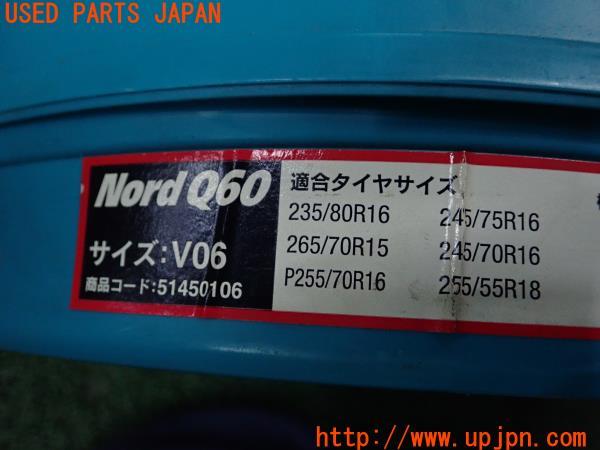 USED PARTS JAPAN
Nord Q60
サイズ:V06
商品コード:51450106
適合タイヤサイズ
235/80R16 245/75R16
265/70R15 245/70R16
P255/70R16 255/55R18
http://www.upjpn.com/